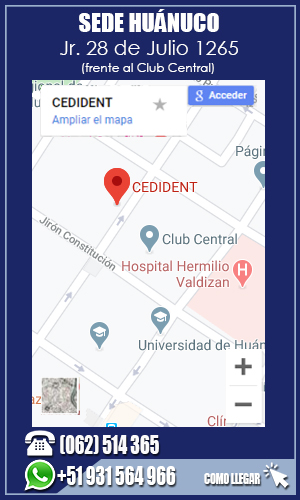 SEDE HUÁNUCO
Jr. 28 de Julio 1265
(frente al Club Central)
CEDIDENT
Ampliar el mapa
Acceder
Pági
CEDIDENT
Club Central
Jirón Constitución
Hospital Hermilio
Valdizan
H
Universidad de Huán
Clín
+
−
(062) 514 365
+51 931 564 966
COMO LLEGAR